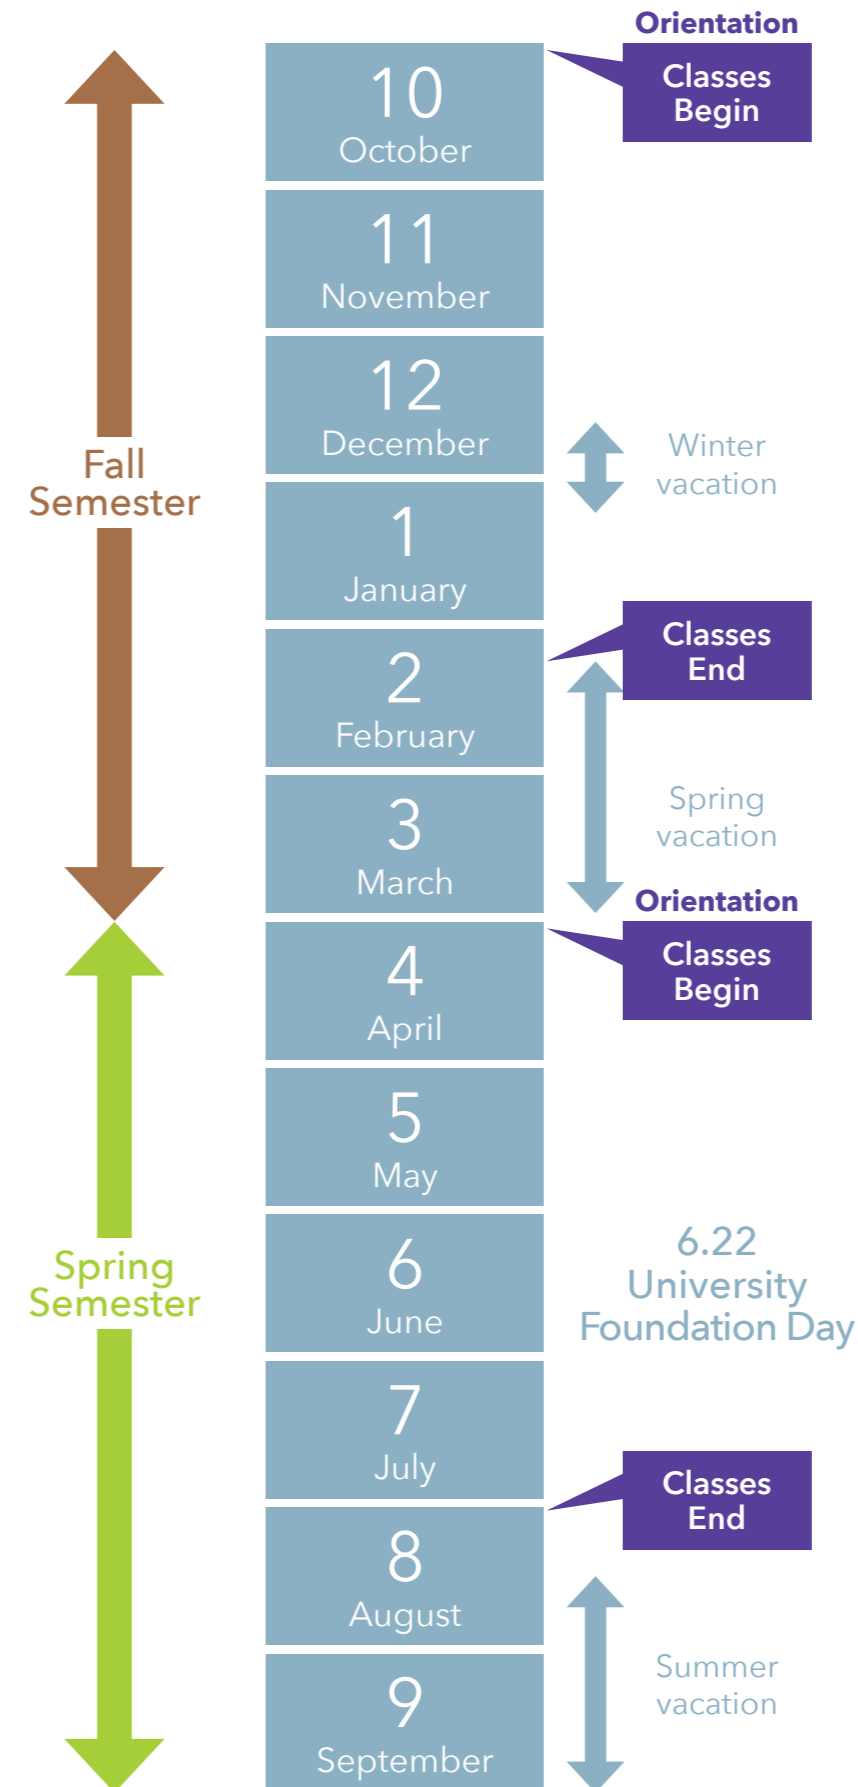 Orientation
Classes
Begin
10
October
11
November
12
December
Winter
vacation
Fall
Semester
1
January
Classes
End
2
February
Spring
vacation
3
March
Orientation
Classes
Begin
4
April
5
May
6.22
University
Foundation Day
6
June
Spring
Semester
7
July
Classes
End
8
August
Summer
vacation
9
September